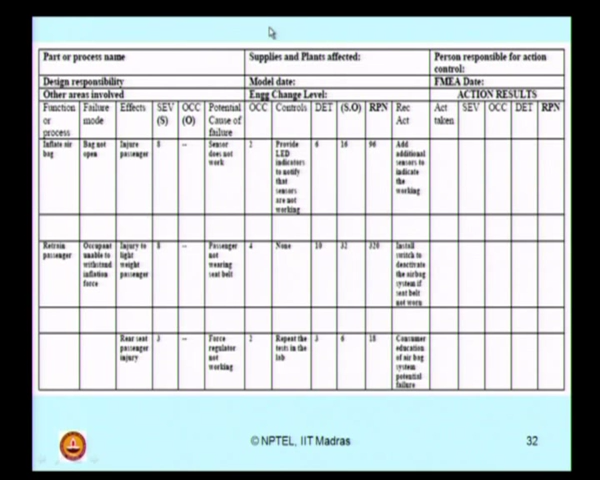 Part or process name Supplies and Plants affected: Person responsible for action control:
Design responsibility Model date: FMEA Date:
Other areas involved Engg Change Level: ACTION RESULTS
Function or process Failure mode Effects SEV (S) OCC (O) Potential Cause of failure OCC Controls DET (S.O) RPN Rec Act Act taken SEV OCC DET RPN
Inflate air bag Bag not open Injure passenger 8 -- Sensor does not work 2 Provide LED indicators to notify that sensors are not working 6 16 96 Add additional sensors to indicate the working
Retrain passenger Occupant unable to withstand inflation force Injury to light weight passenger 8 -- Passenger not wearing seat belt 4 None 10 32 320 Install switch to deactivate the airbag system if seat belt not worn
Rear seat passenger injury 3 -- Force regulator not working 2 Repeat the tests in the lab 3 6 18 Consumer education of air bag system potential failure
© NPTEL, IIT Madras 32